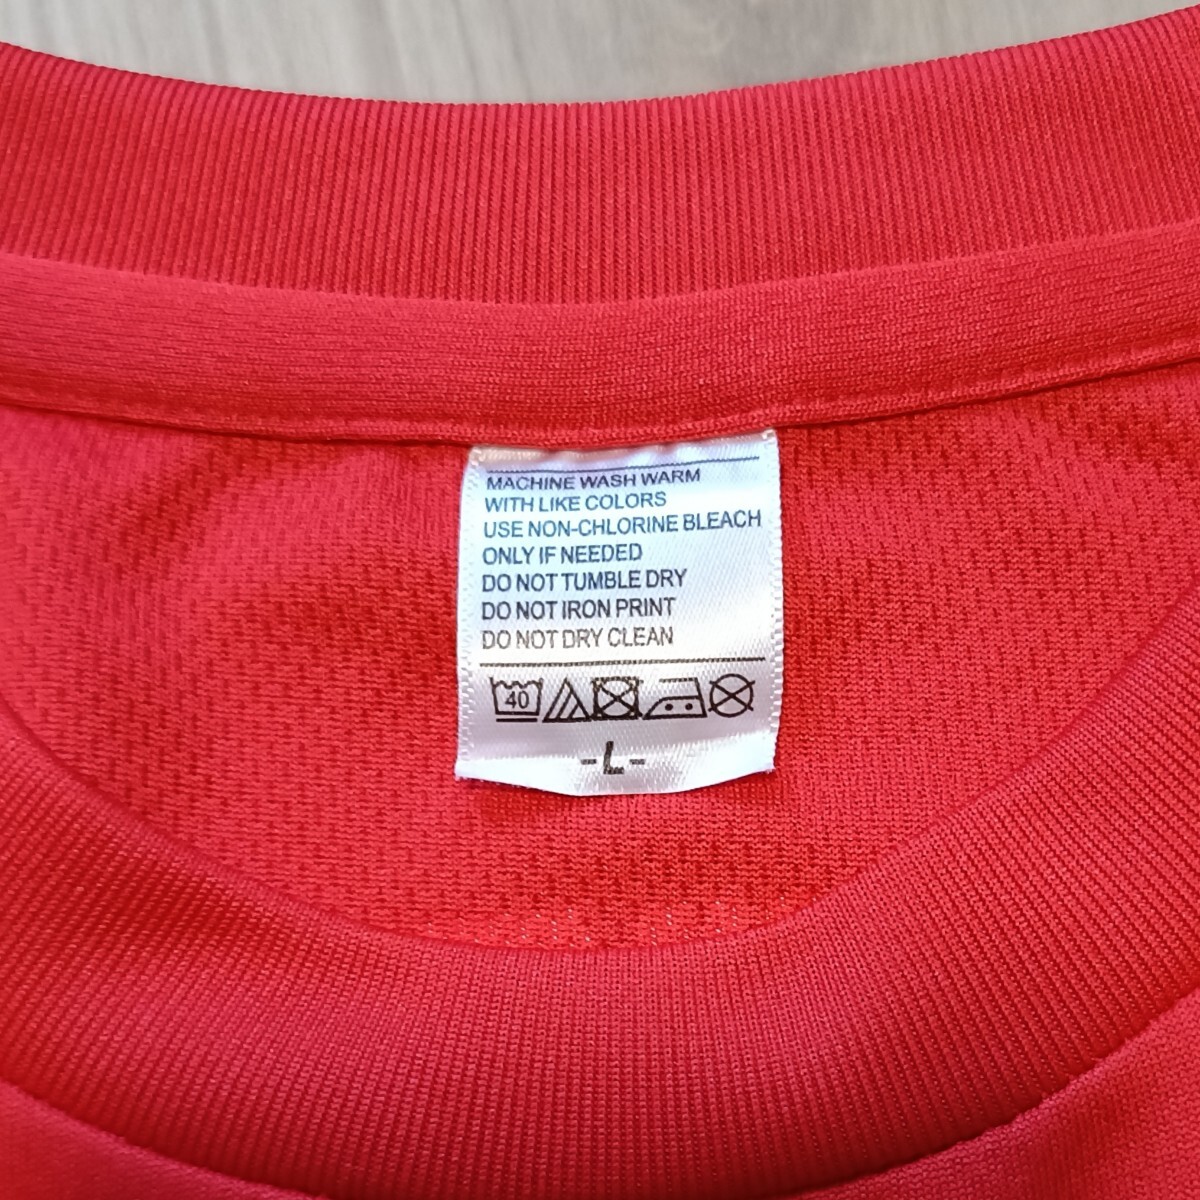 MACHINE WASH WARM
WITH LIKE COLORS
USE NON-CHLORINE BLEACH
ONLY IF NEEDED
DO NOT TUMBLE DRY
DO NOT IRON PRINT
DO NOT DRY CLEAN
40
-L-